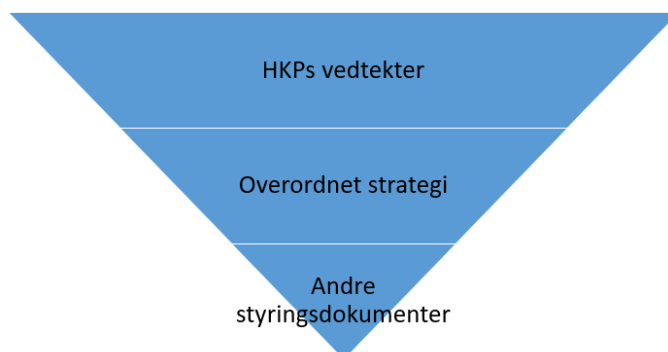 HKPs vedtekter
Overordnet strategi
Andre
styringsdokumenter